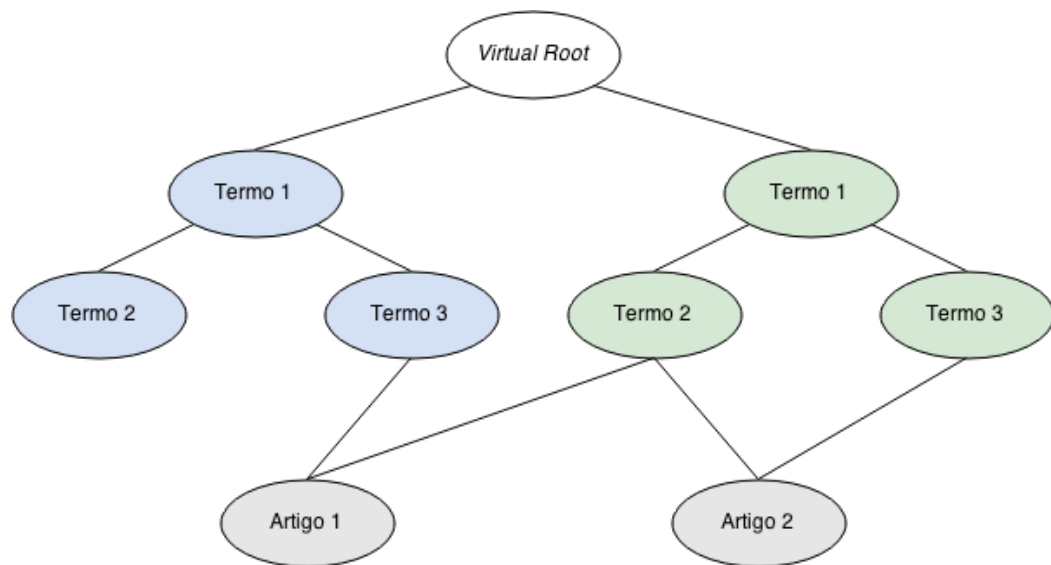 Virtual Root
Termo 1
Termo 1
Termo 2
Termo 3
Termo 2
Termo 3
Artigo 1
Artigo 2